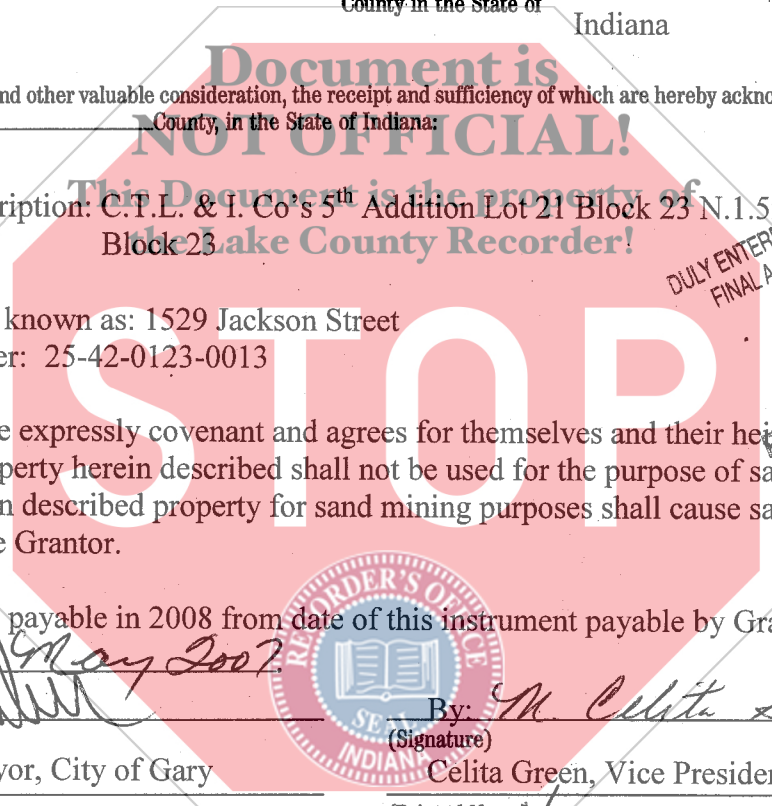 County in the State of
Indiana
Document is
nd other valuable consideration, the receipt and sufficiency of which are hereby ackno
County, in the State of Indiana:
NOT OFFICIAL!
This Document is the property of
ription: C.T.L. & I. Co's 5th Addition Lot 21 Block 23 N.1.5
Block 23
the Lake County Recorder!
DULY ENTER
FINAL A
known as: 1529 Jackson Street
er: 25-42-0123-0013
STOP
e expressly covenant and agrees for themselves and their hei
perty herein described shall not be used for the purpose of sa
n described property for sand mining purposes shall cause sa
e Grantor.
RECORDER'S OFFICE
SEAL
INDIANA
payable in 2008 from date of this instrument payable by Gra
May 2007
By: M. Celita
(Signature)
yor, City of Gary
Celita Green, Vice Presiden